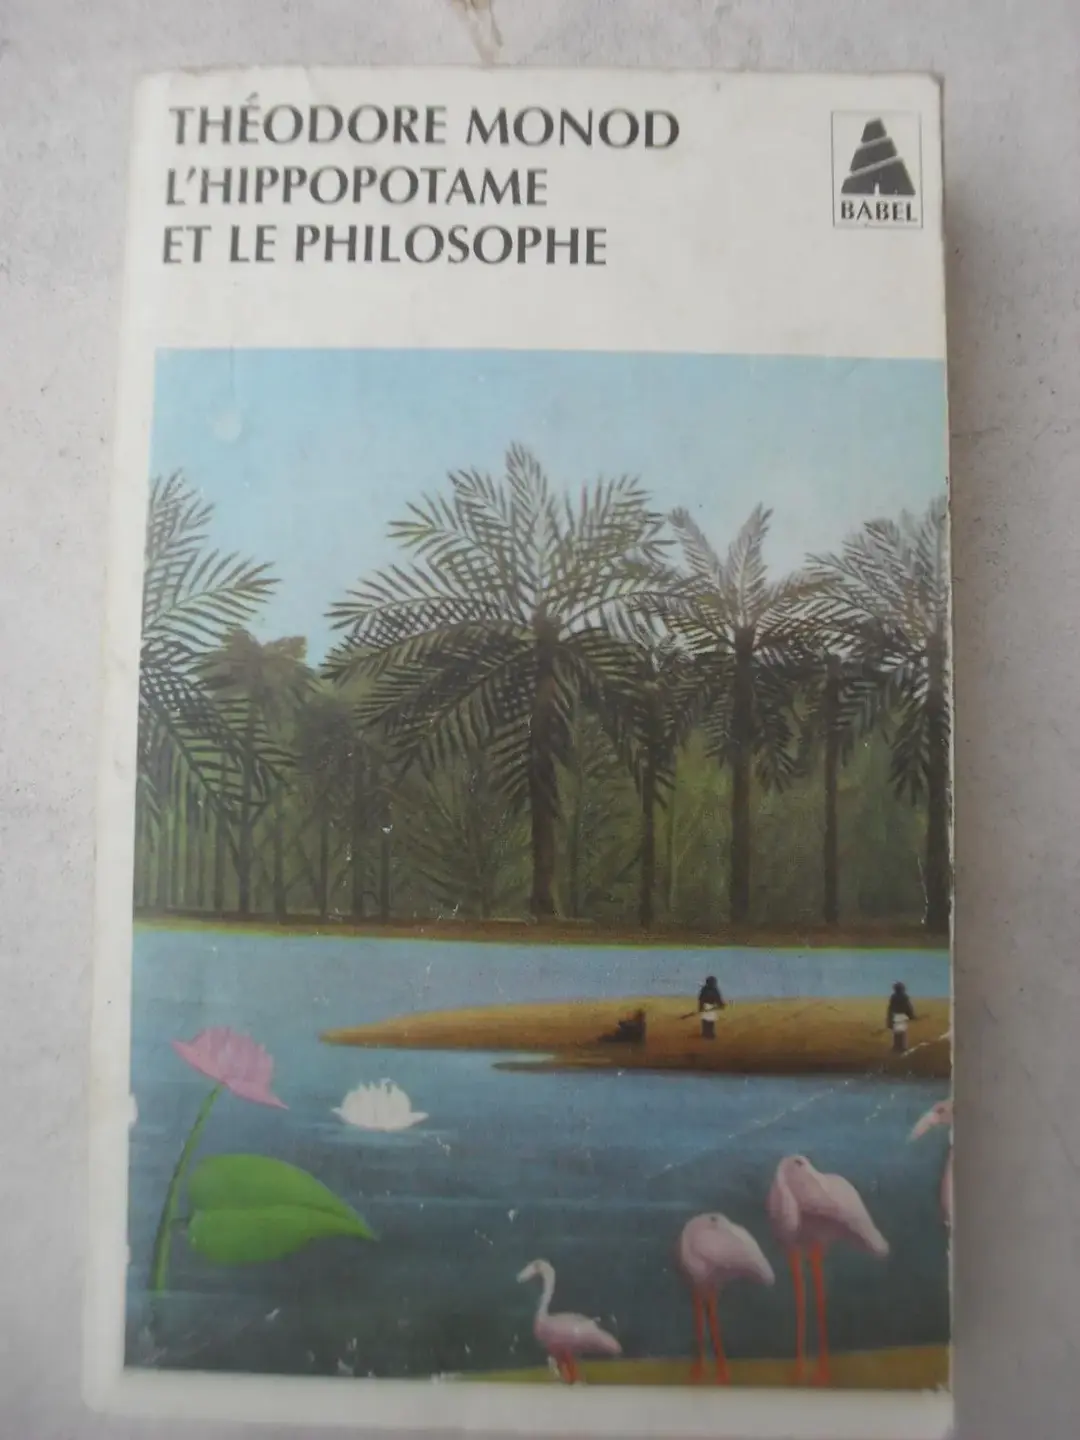 THÉODORE MONOD
L'HIPPOPOTAME
ET LE PHILOSOPHE
BABEL